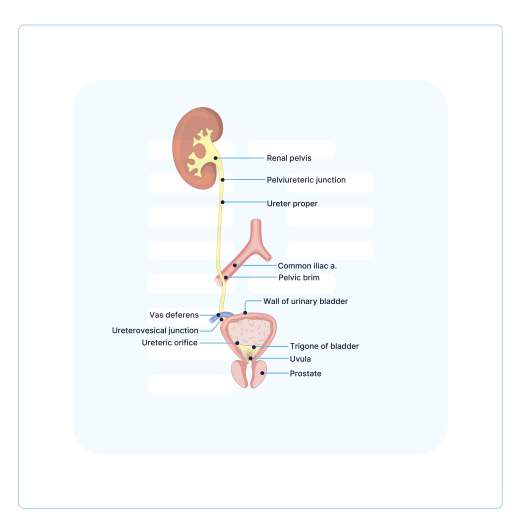 Renal pelvis
Pelviureteric junction
Ureter proper
Common iliac a.
Pelvic brim
Wall of urinary bladder
Vas deferens
Ureterovesical junction
Ureteric orifice
Trigone of bladder
Uvula
Prostate